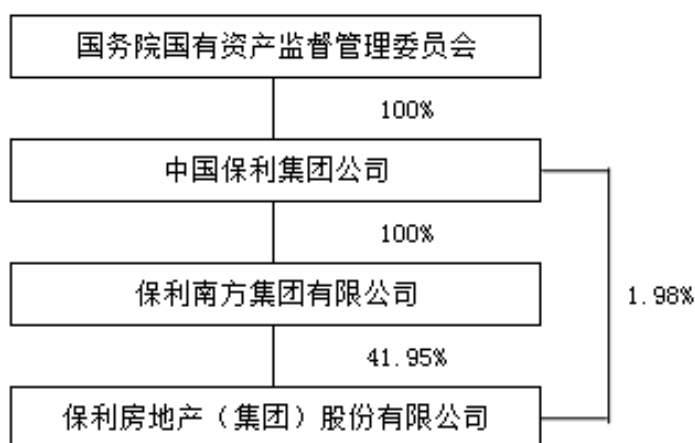 国务院国有资产监督管理委员会
100%
中国保利集团公司
100%
保利南方集团有限公司
1.98%
41.95%
保利房地产（集团）股份有限公司